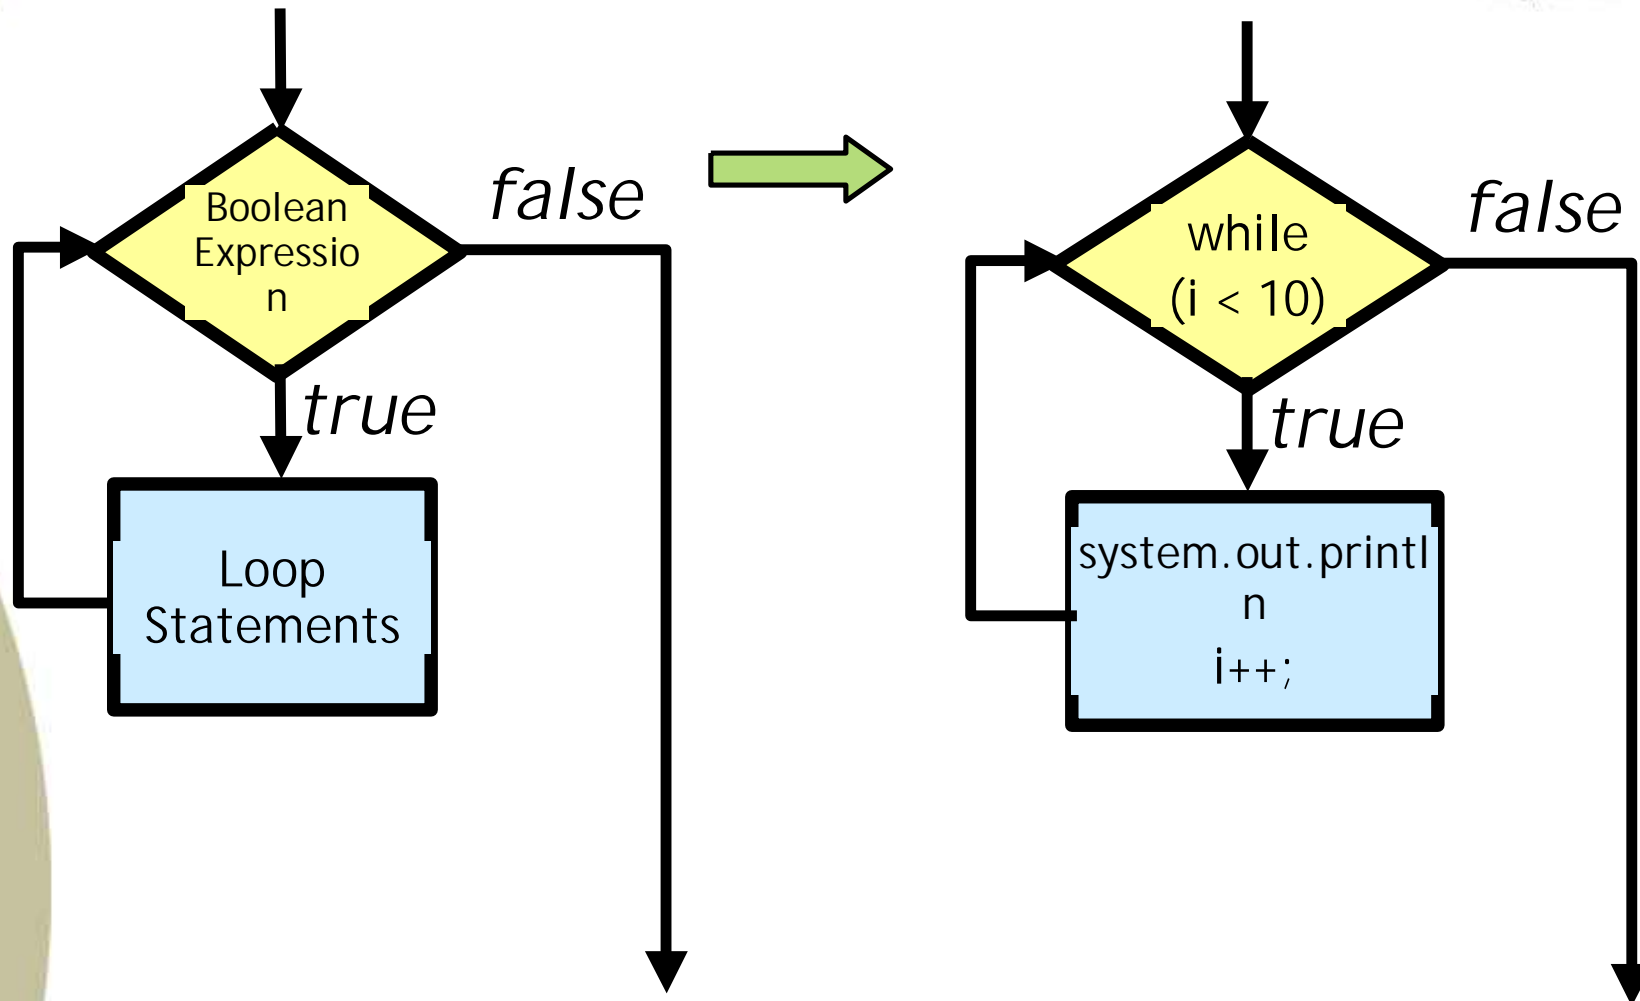 Boolean
Expressio
n
false
true
Loop
Statements
while
(i < 10)
false
true
system.out.printl
n
i++;